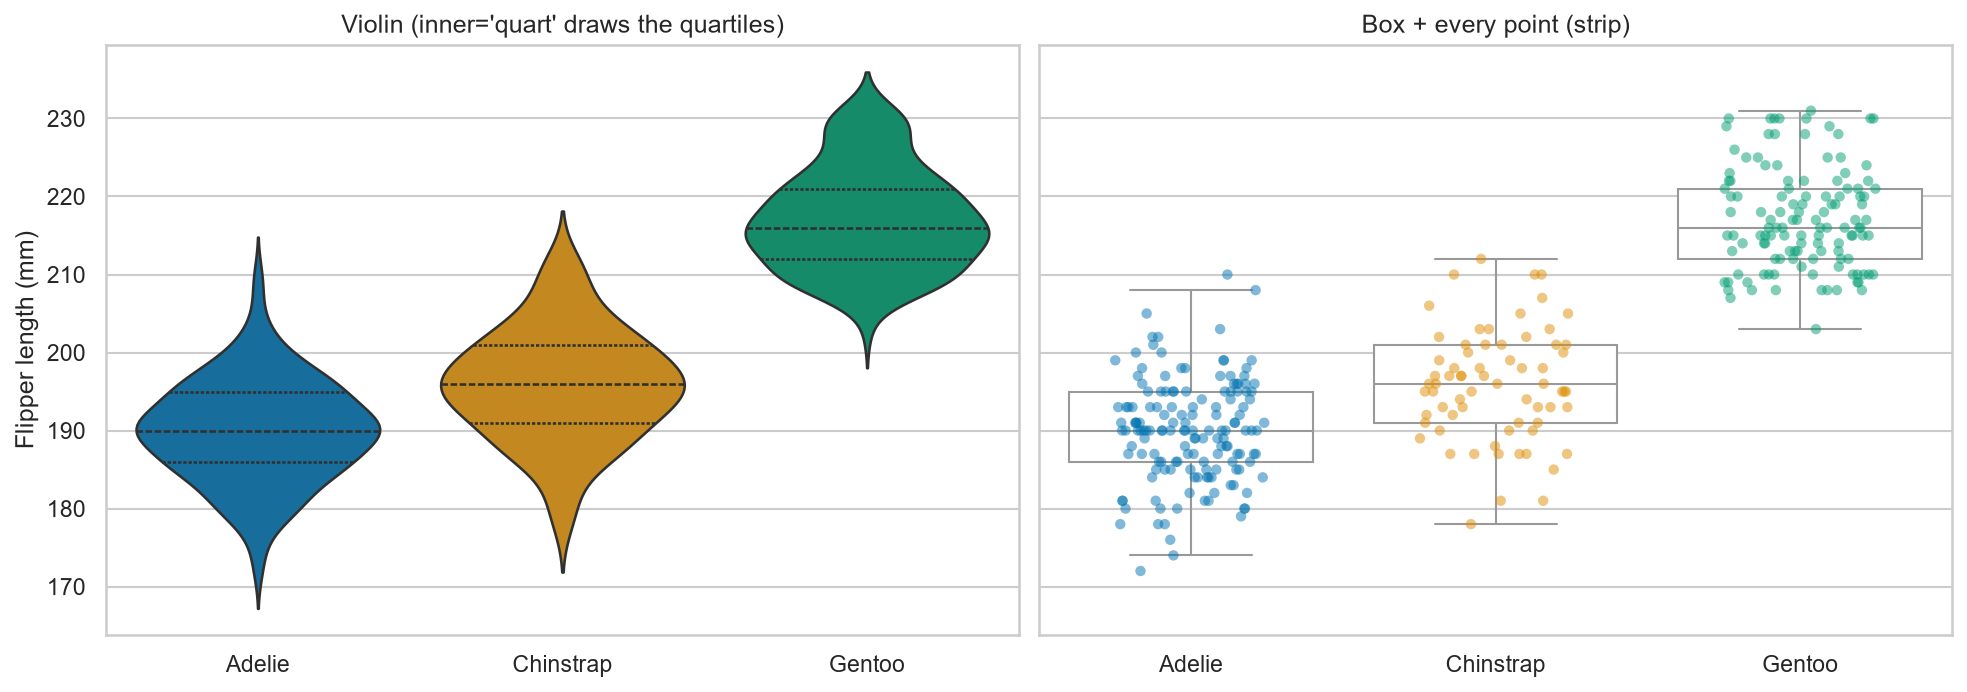 Violin (inner='quart' draws the quartiles)
Box + every point (strip)
Flipper length (mm)
230
220
210
200
190
180
170
Adelie
Chinstrap
Gentoo
Adelie
Chinstrap
Gentoo